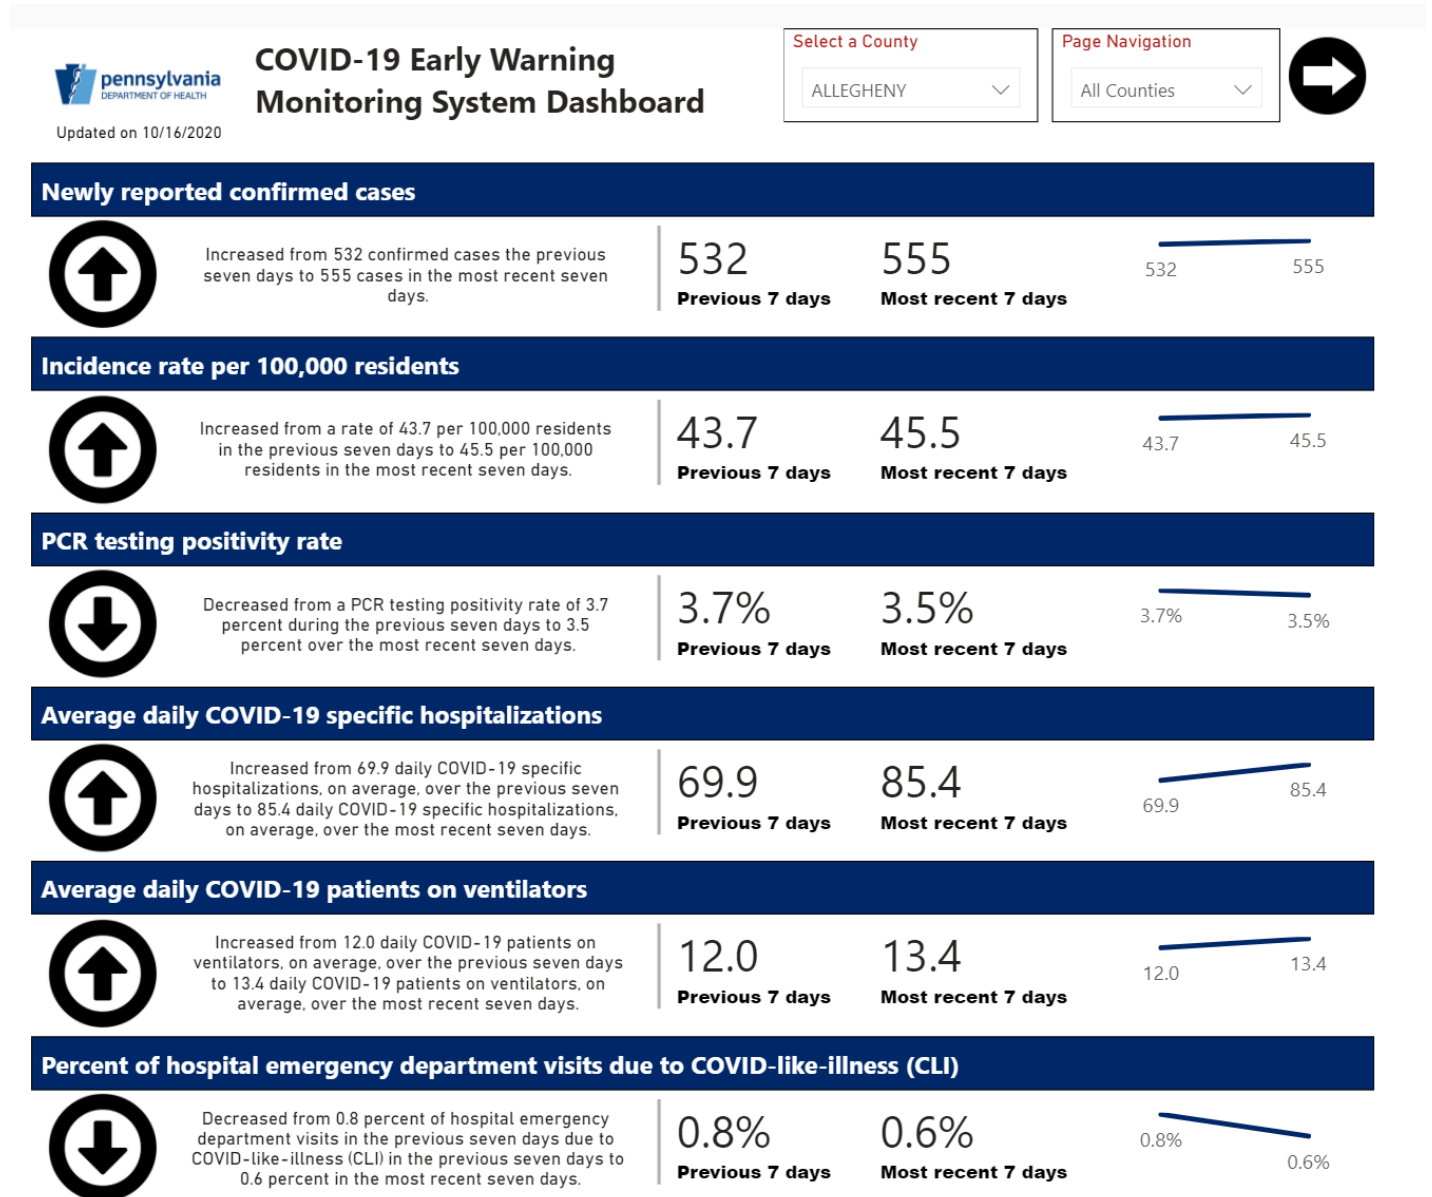 pennsylvania
DEPARTMENT OF HEALTH
Updated on 10/16/2020
COVID-19 Early Warning
Monitoring System Dashboard
Select a County
ALLEGHENY
Page Navigation
All Counties
Newly reported confirmed cases
Increased from 532 confirmed cases the previous
seven days to 555 cases in the most recent seven
days.
532
Previous 7 days
555
Most recent 7 days
532
555
Incidence rate per 100,000 residents
Increased from a rate of 43.7 per 100,000 residents
in the previous seven days to 45.5 per 100,000
residents in the most recent seven days.
43.7
Previous 7 days
45.5
Most recent 7 days
43.7
45.5
PCR testing positivity rate
Decreased from a PCR testing positivity rate of 3.7
percent during the previous seven days to 3.5
percent over the most recent seven days.
3.7%
Previous 7 days
3.5%
Most recent 7 days
3.7%
3.5%
Average daily COVID-19 specific hospitalizations
Increased from 69.9 daily COVID-19 specific
hospitalizations, on average, over the previous seven
days to 85.4 daily COVID-19 specific hospitalizations,
on average, over the most recent seven days.
69.9
Previous 7 days
85.4
Most recent 7 days
69.9
85.4
Average daily COVID-19 patients on ventilators
Increased from 12.0 daily COVID-19 patients on
ventilators, on average, over the previous seven days
to 13.4 daily COVID-19 patients on ventilators, on
average, over the most recent seven days.
12.0
Previous 7 days
13.4
Most recent 7 days
12.0
13.4
Percent of hospital emergency department visits due to COVID-like-illness (CLI)
Decreased from 0.8 percent of hospital emergency
department visits in the previous seven days due to
COVID-like-illness (CLI) in the previous seven days to
0.6 percent in the most recent seven days.
0.8%
Previous 7 days
0.6%
Most recent 7 days
0.8%
0.6%